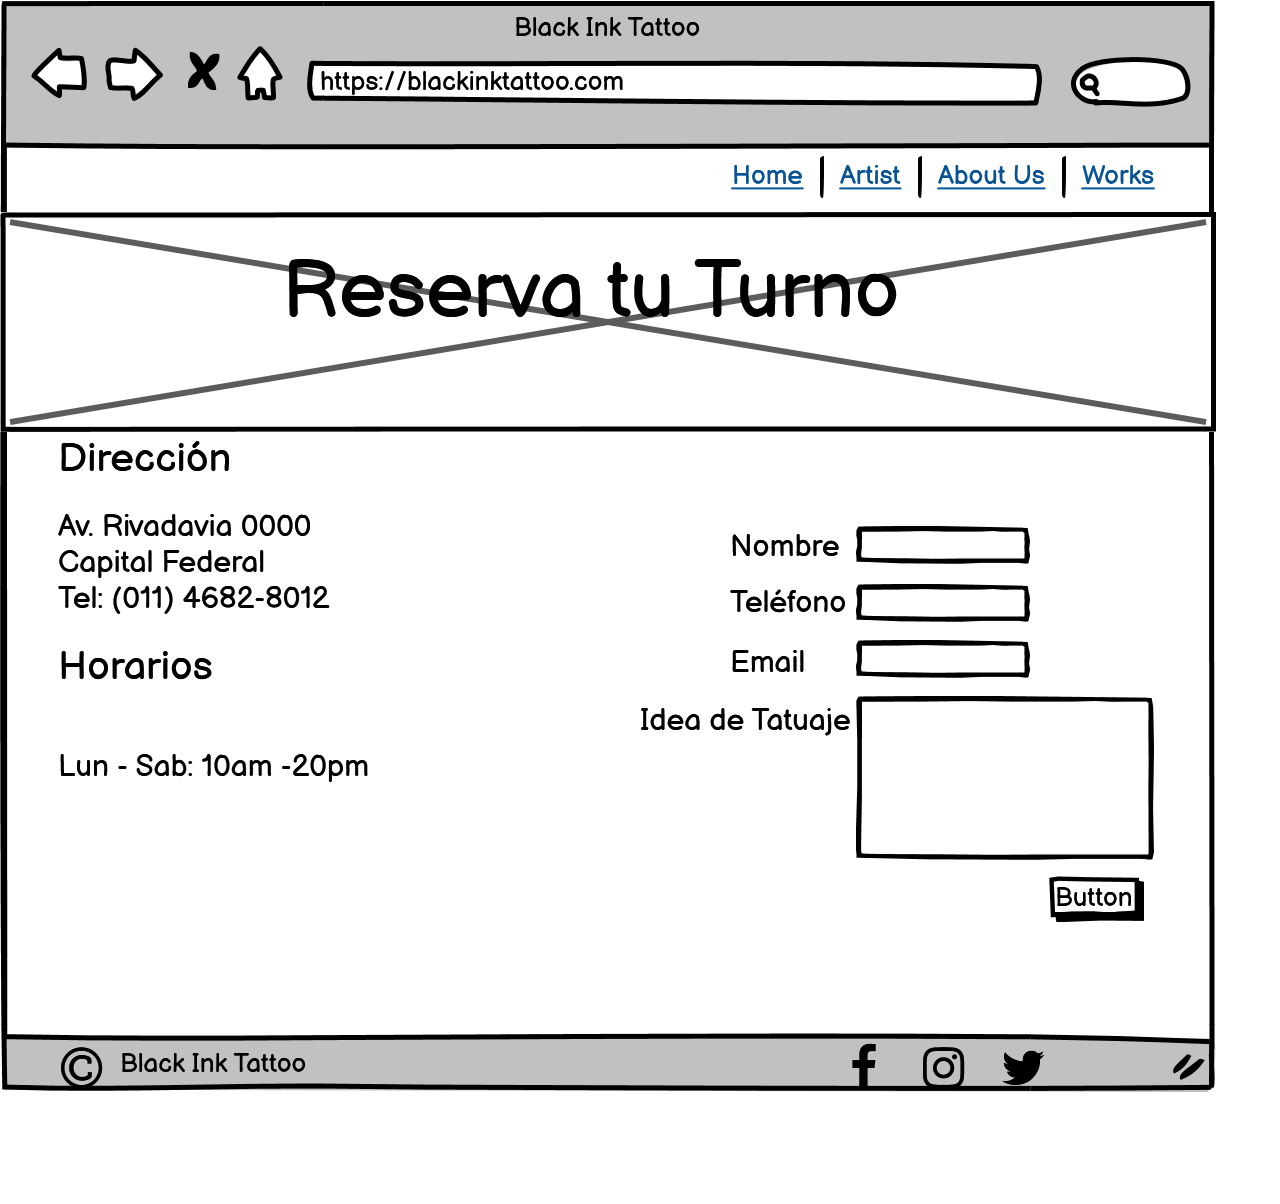 Black Ink Tattoo
https://blackinktattoo.com
Home Artist About Us Works
Reserva tu Turno
Dirección
Av. Rivadavia 0000
Capital Federal
Tel: (011) 4682-8012
Horarios
Lun - Sab: 10am -20pm
Nombre
Teléfono
Email
Idea de Tatuaje
Button
© Black Ink Tattoo